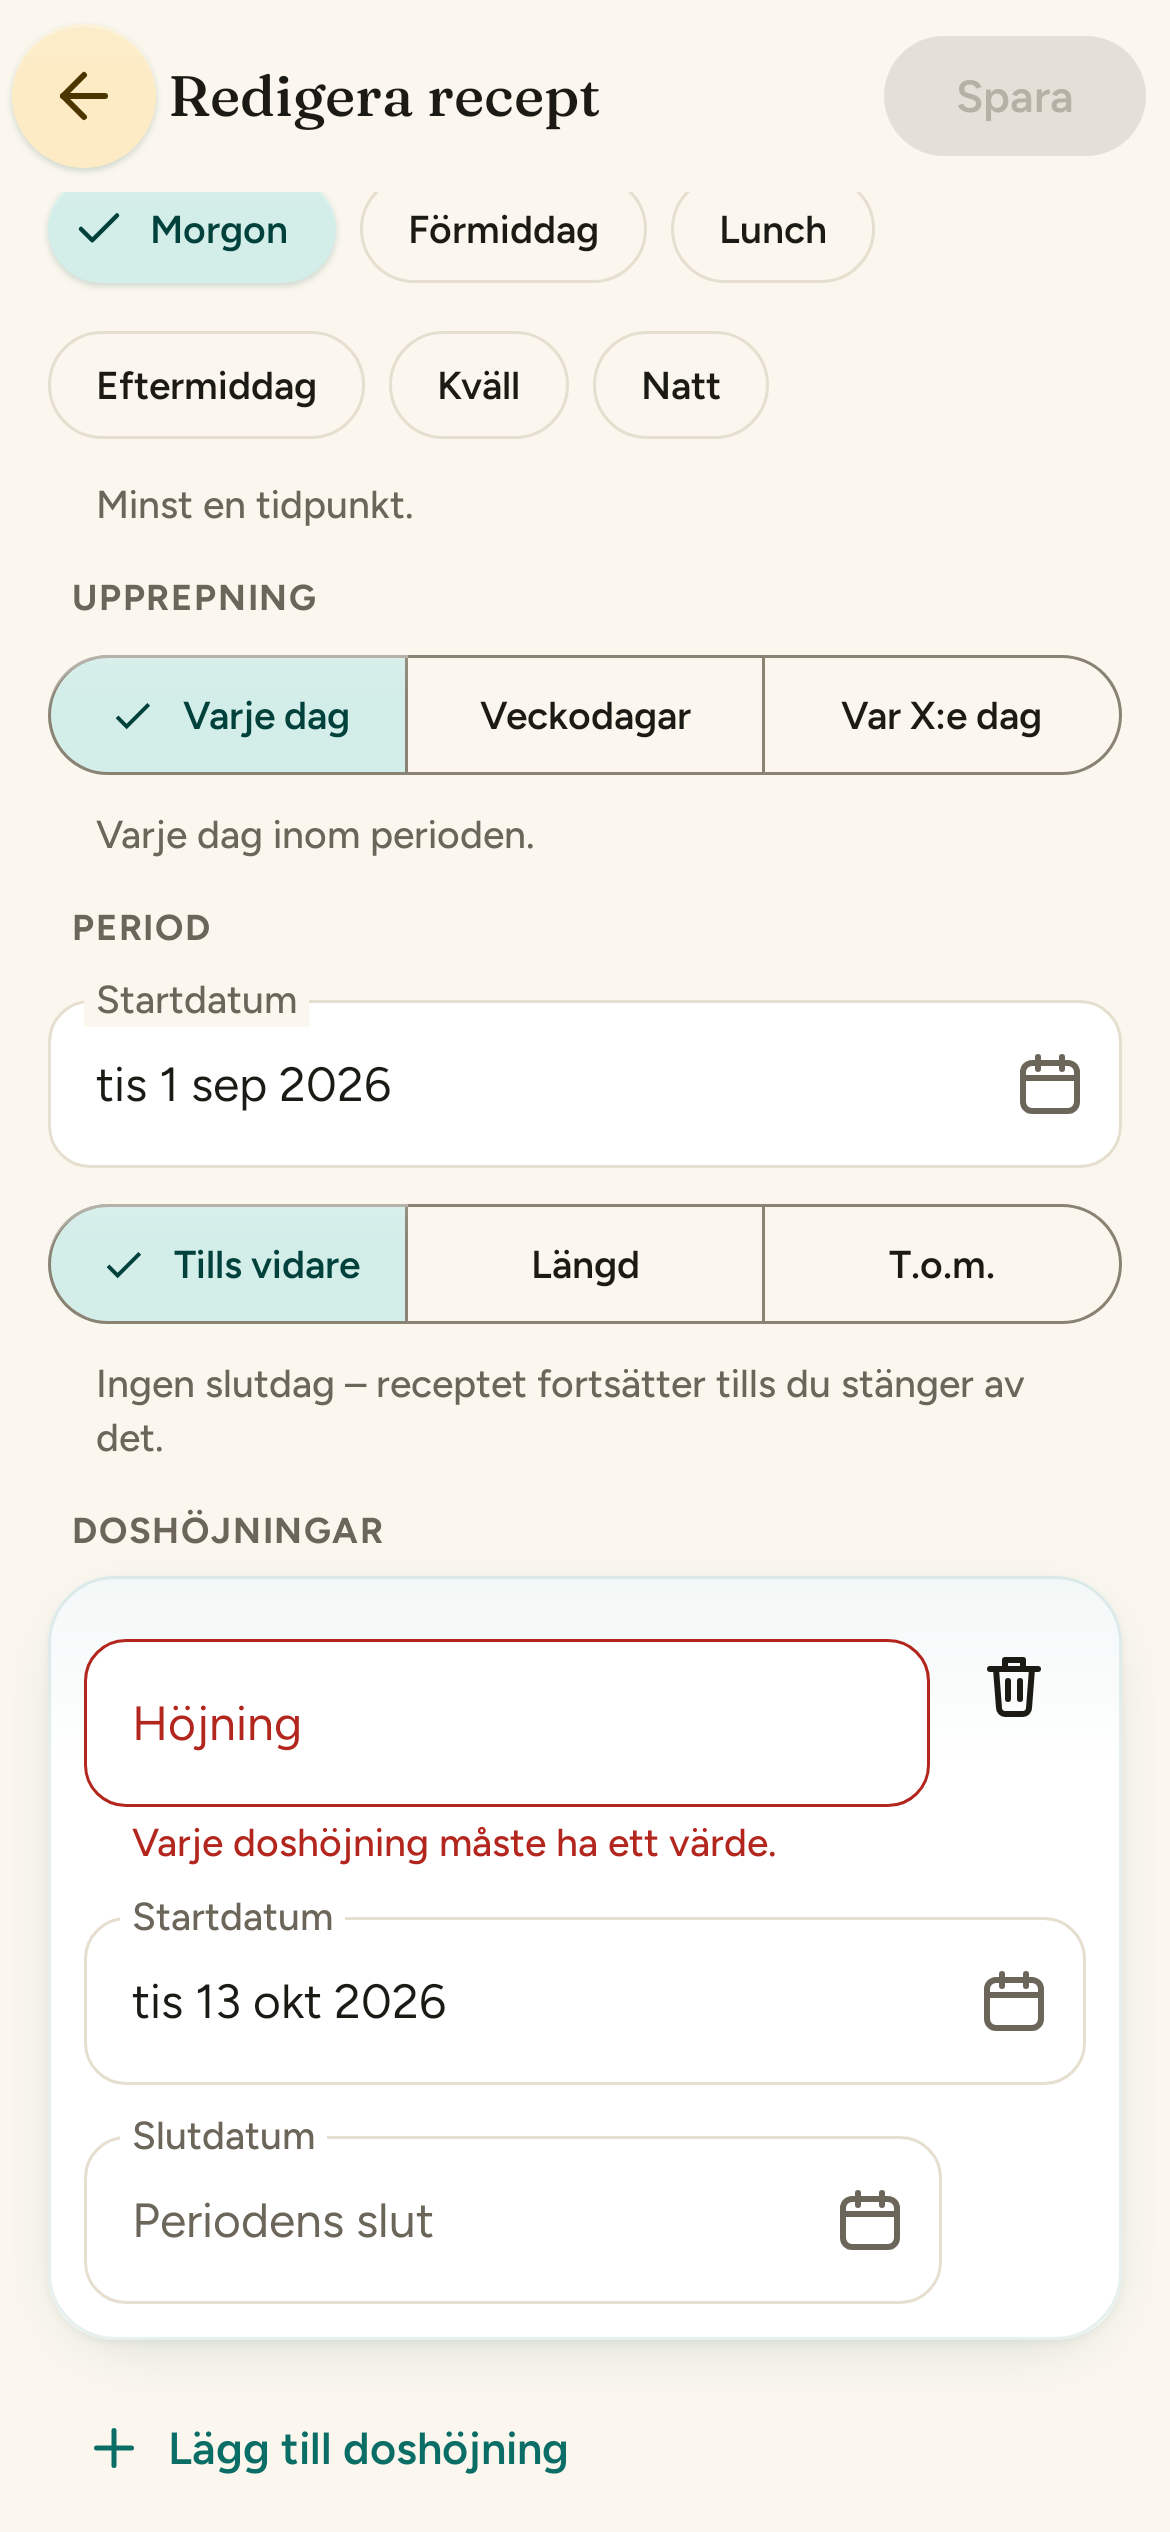 Redigera recept
Spara
Morgon
Förmiddag
Lunch
Eftermiddag
Kväll
Natt
Minst en tidpunkt.
UPPREPNING
Varje dag
Veckodagar
Var X:e dag
Varje dag inom perioden.
PERIOD
Startdatum
tis 1 sep 2026
Tills vidare
Längd
T.o.m.
Ingen slutdag – receptet fortsätter tills du stänger av
det.
DOSHÖJNINGAR
Höjning
Varje doshöjning måste ha ett värde.
Startdatum
tis 13 okt 2026
Slutdatum
Periodens slut
Lägg till doshöjning